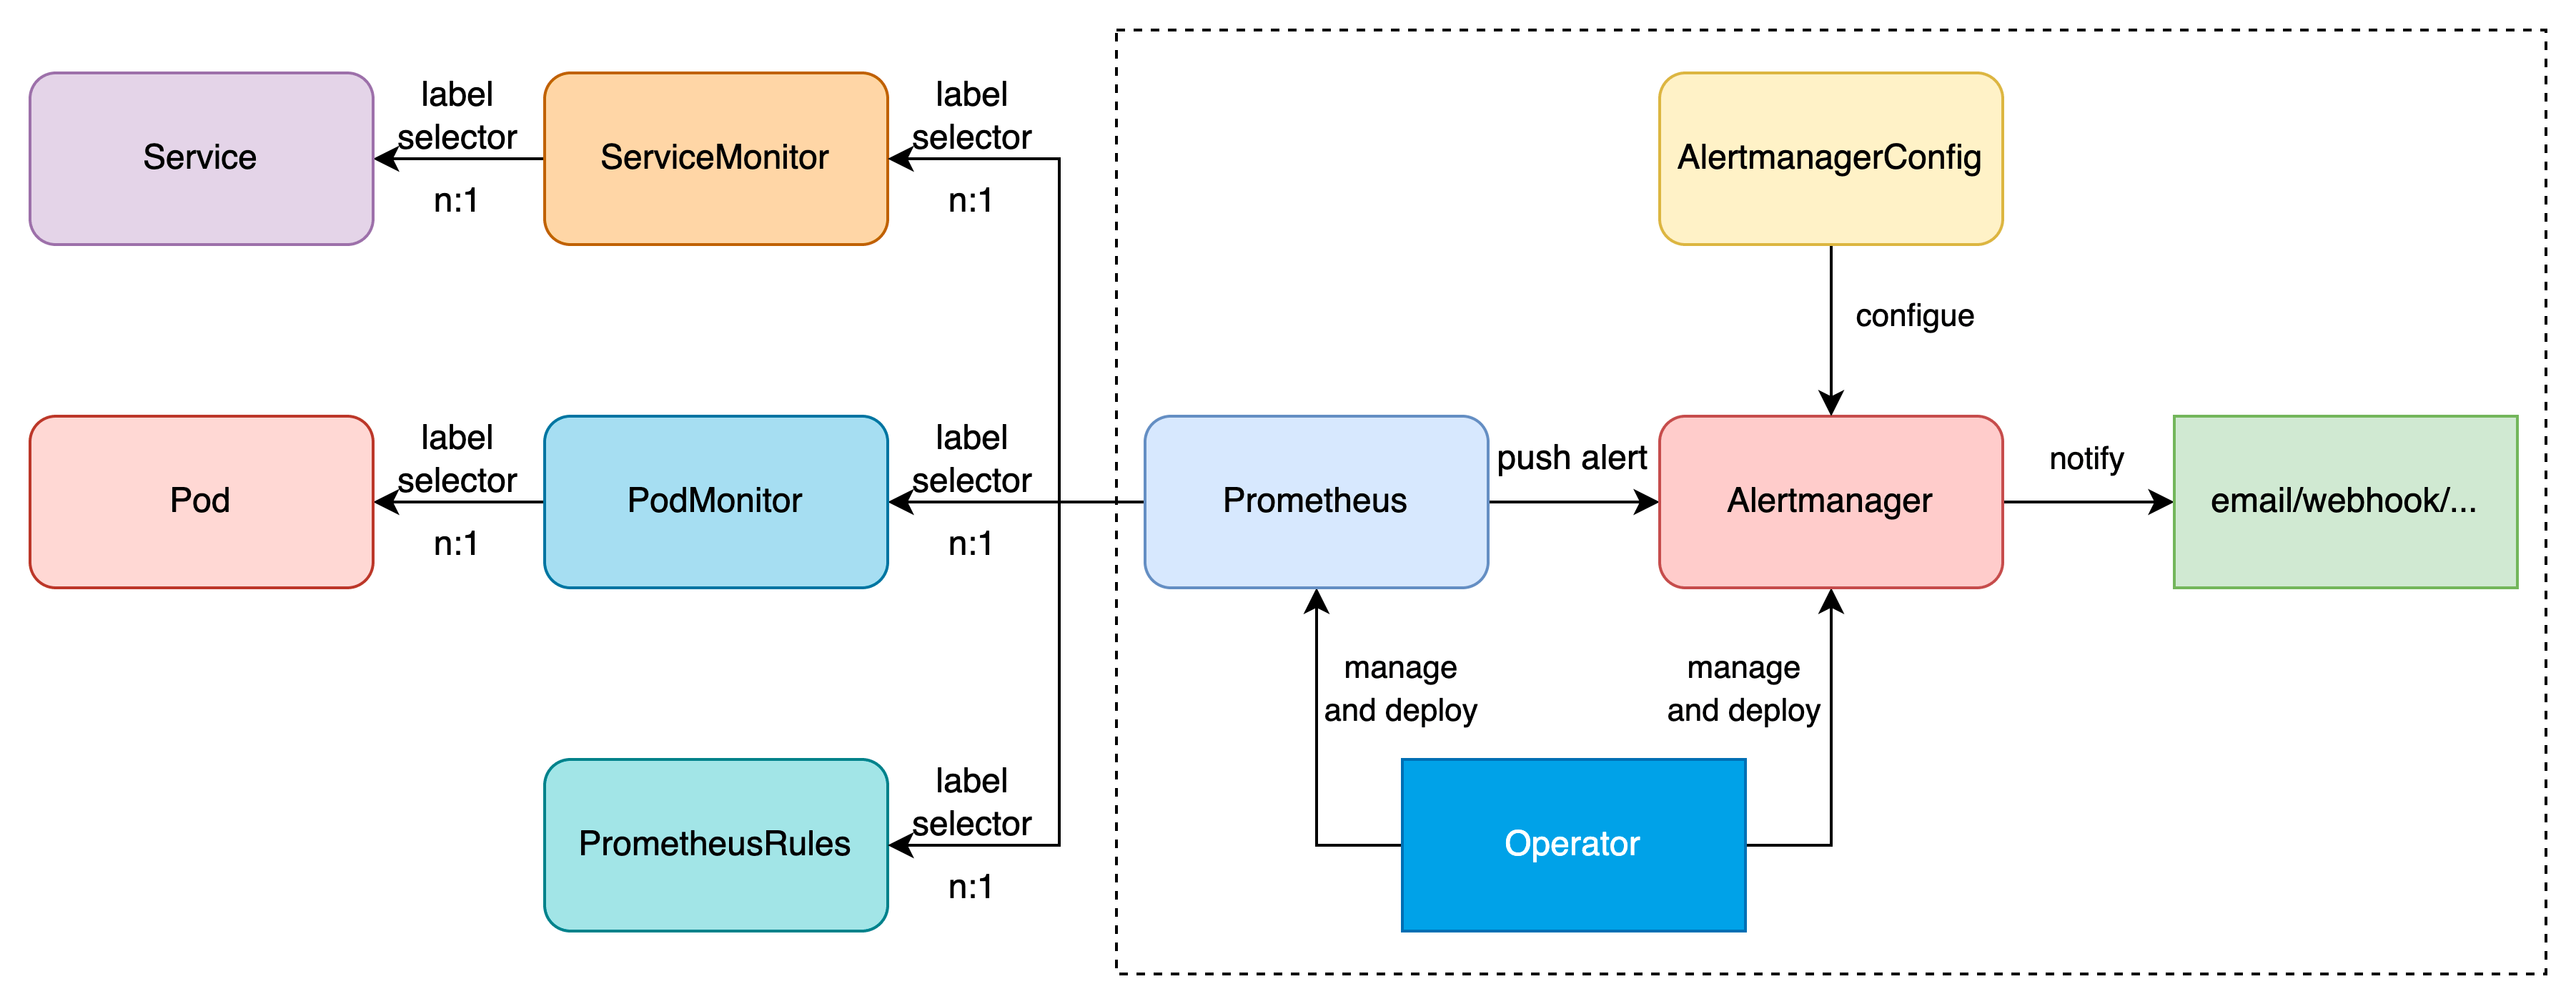 label
selector
Service
n:1
ServiceMonitor
label
selector
n:1
AlertmanagerConfig
configue
label
selector
Pod
n:1
PodMonitor
label
selector
n:1
Prometheus
push alert
Alertmanager
notify
email/webhook/...
manage
and deploy
manage
and deploy
PrometheusRules
label
selector
n:1
Operator